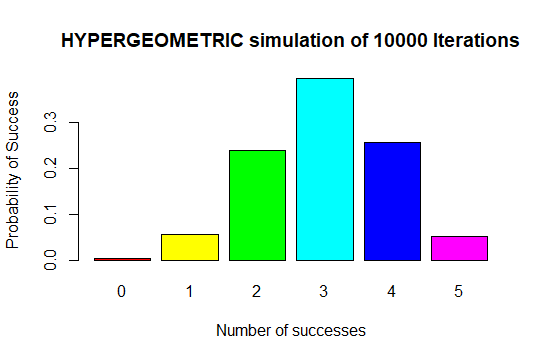 HYPERGEOMETRIC simulation of 10000 Iterations
Probability of Success
0.3
0.2
0.1
0.0
0 1 2 3 4 5
Number of successes